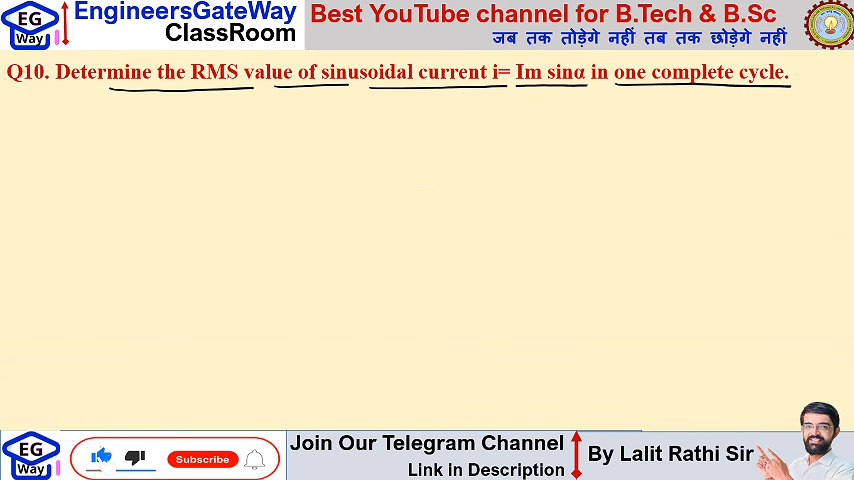 EG
Way
EngineersGateWay
ClassRoom
Best YouTube channel for B.Tech & B.Sc
जब तक तोड़ेगे नहीं तब तक छोड़ेगे नहीं
Q10. Determine the RMS value of sinusoidal current i= Im sinα in one complete cycle.
EG
Way
Subscribe
Join Our Telegram Channel
Link in Description
By Lalit Rathi Sir